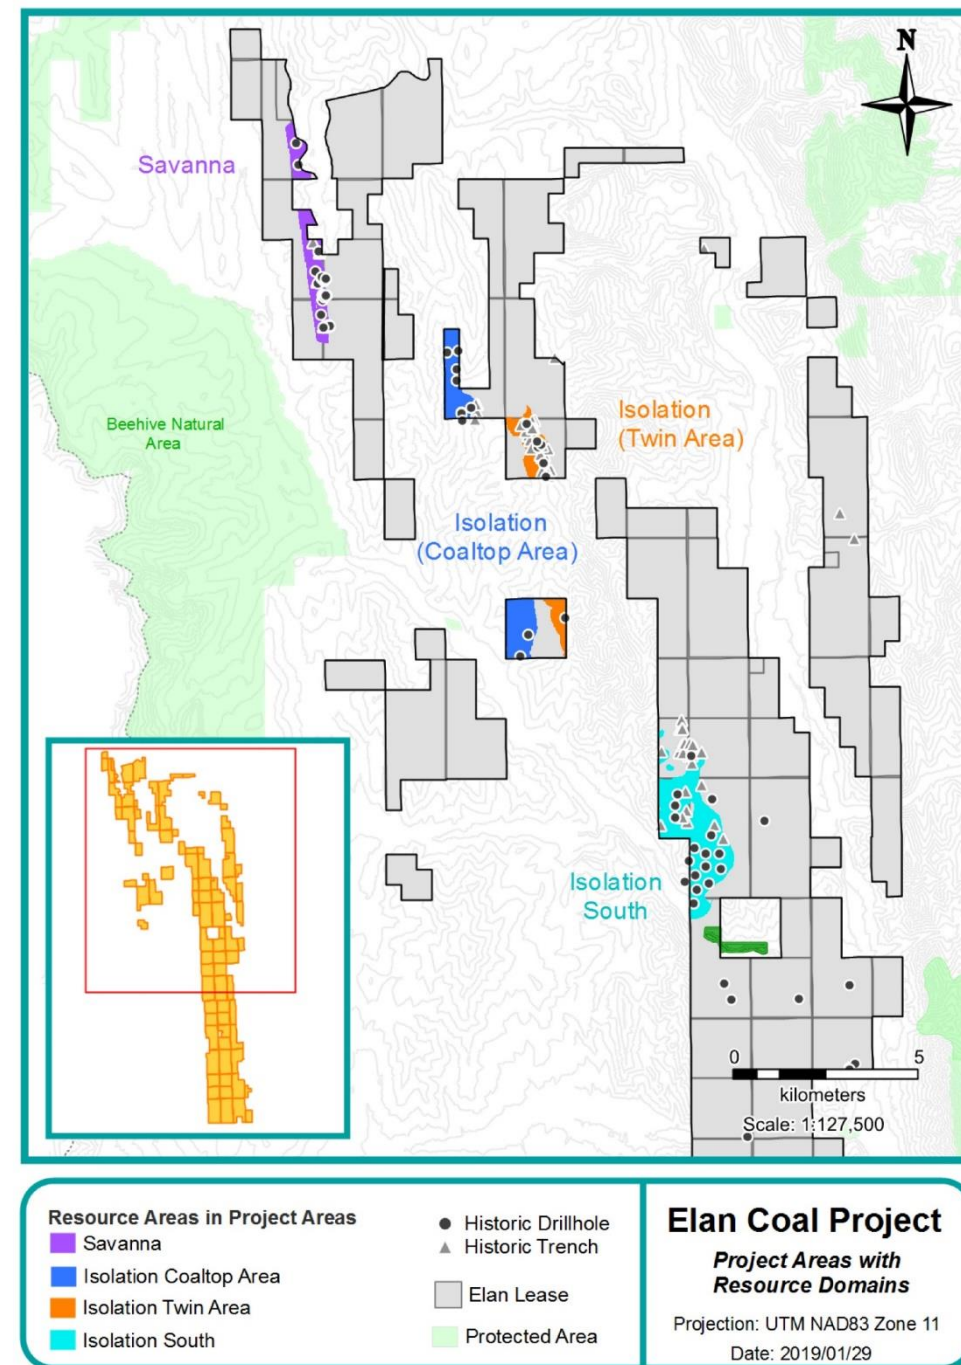 N
Savanna
Beehive Natural
Area
Isolation
(Twin Area)
Isolation
(Coaltop Area)
Isolation
South
0 5
kilometers
Scale: 1:127,500
Resource Areas in Project Areas
Savanna
Isolation Coaltop Area
Isolation Twin Area
Isolation South
Historic Drillhole
Historic Trench
Elan Lease
Protected Area
Elan Coal Project
Project Areas with
Resource Domains
Projection: UTM NAD83 Zone 11
Date: 2019/01/29